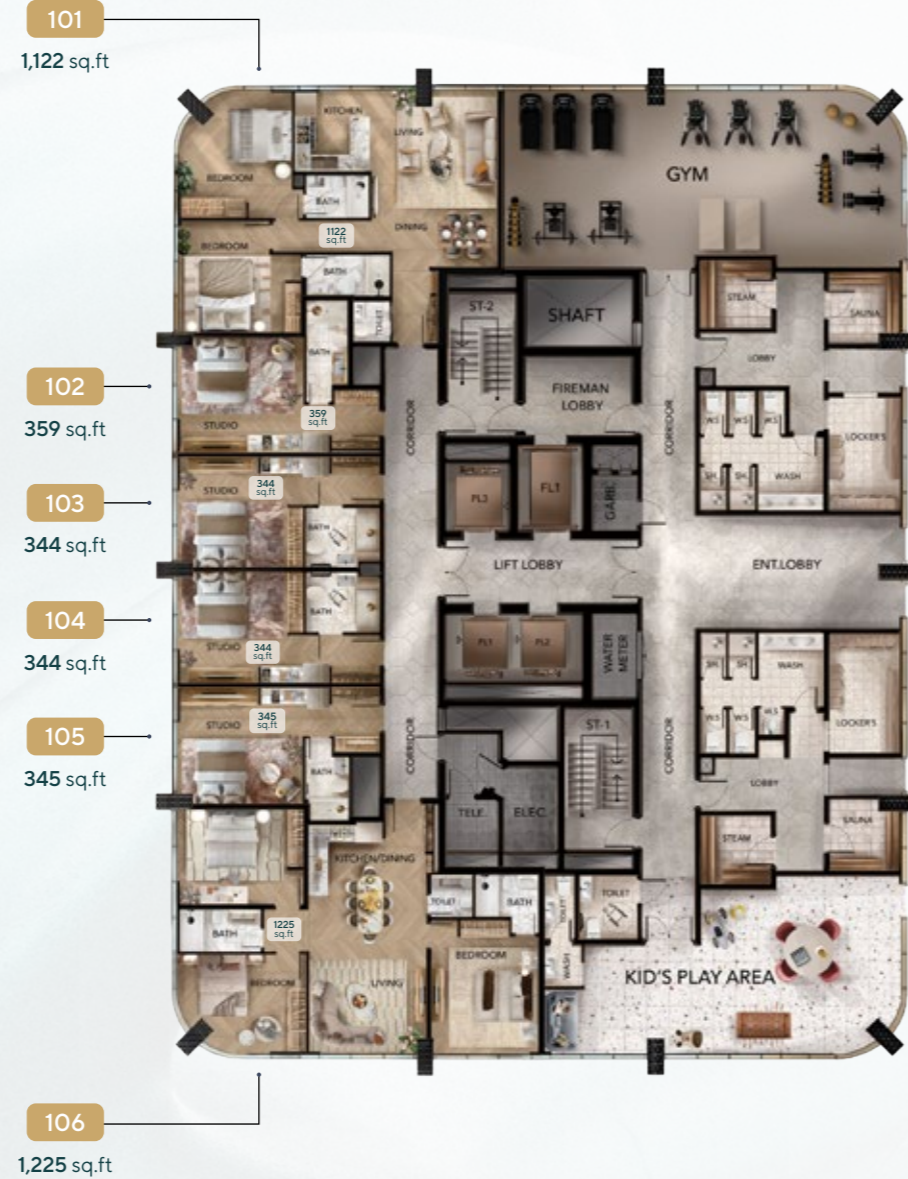 101
1,122 sq.ft
102
359 sq.ft
103
344 sq.ft
104
344 sq.ft
105
345 sq.ft
106
1,225 sq.ft
KITCHEN
LIVING
BEDROOM
BATH
1122
sq.ft
DINING
BEDROOM
BATH
TOILET
BATH
359
sq.ft
STUDIO
STUDIO
344
sq.ft
BATH
BATH
STUDIO
344
sq.ft
STUDIO
345
sq.ft
BATH
KITCHEN/DINING
BATH
1225
sq.ft
BEDROOM
LIVING
TOILET
BATH
BEDROOM
CORRIDOR
CORRIDOR
GYM
ST-2
SHAFT
FIREMAN
LOBBY
FL1
GARB.
LIFT LOBBY
PL1
PL2
WATER
METER
ST-1
TELE.
ELEC.
CORRIDOR
CORRIDOR
STEAM
SAUNA
LOBBY
W.S
W.S
W.S
LOCKER'S
SH.
SH.
WASH
ENT.LOBBY
SH.
SH.
WASH
W.S
W.S
W.S
LOCKER'S
LOBBY
STEAM
SAUNA
TOILET
TOILET
WASH
KID'S PLAY AREA